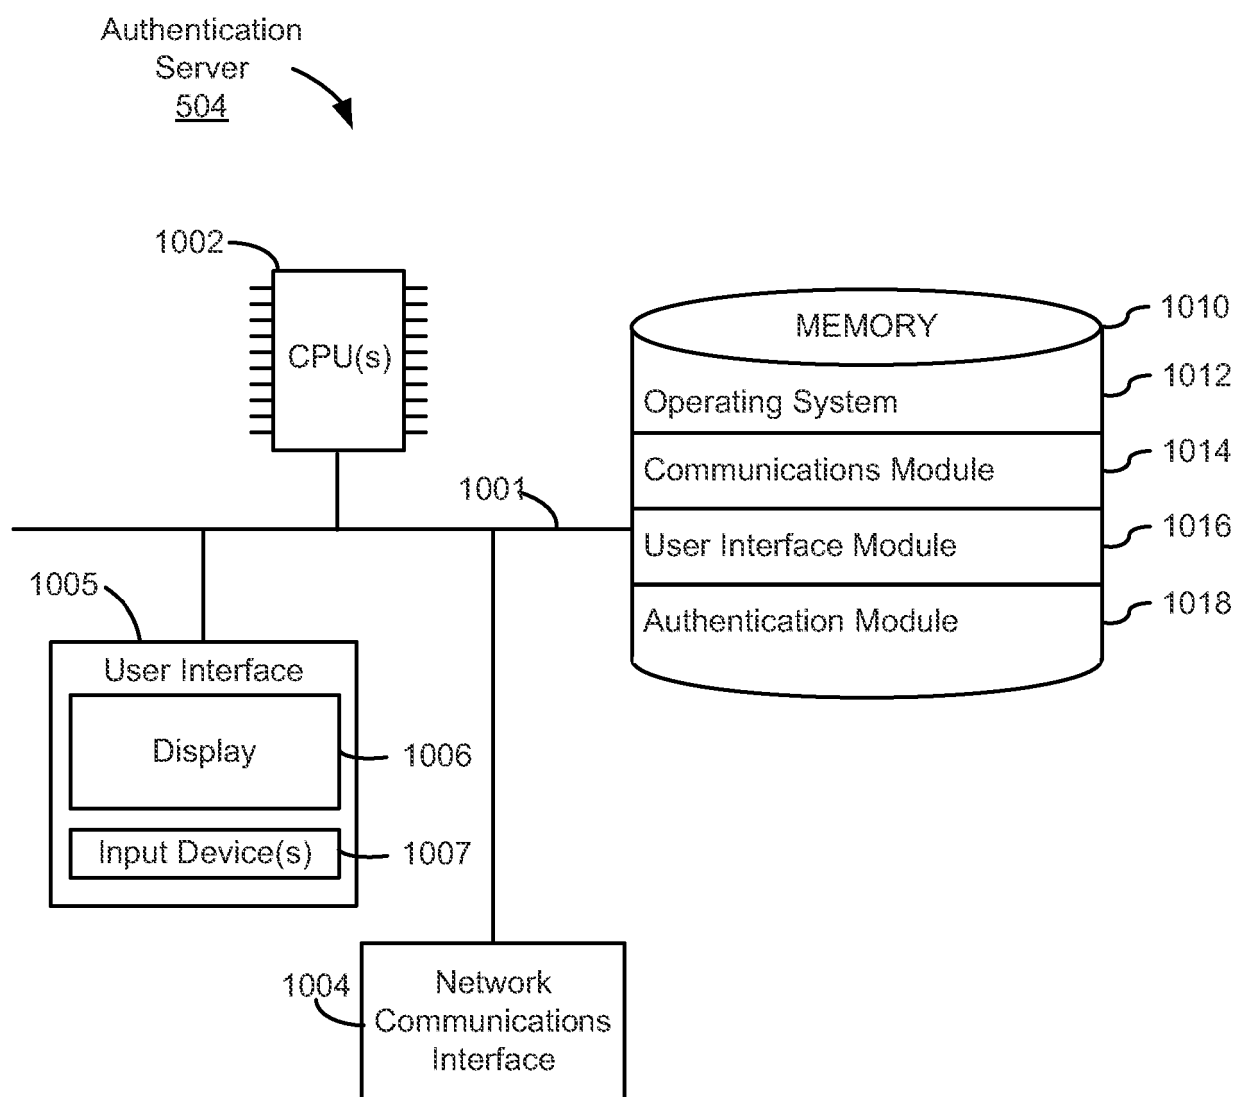 Authentication
Server
504
1002
CPU(s)
MEMORY
1010
Operating System
1012
Communications Module
1014
1001
User Interface Module
1016
Authentication Module
1018
1005
User Interface
Display
1006
Input Device(s)
1007
1004
Network
Communications
Interface